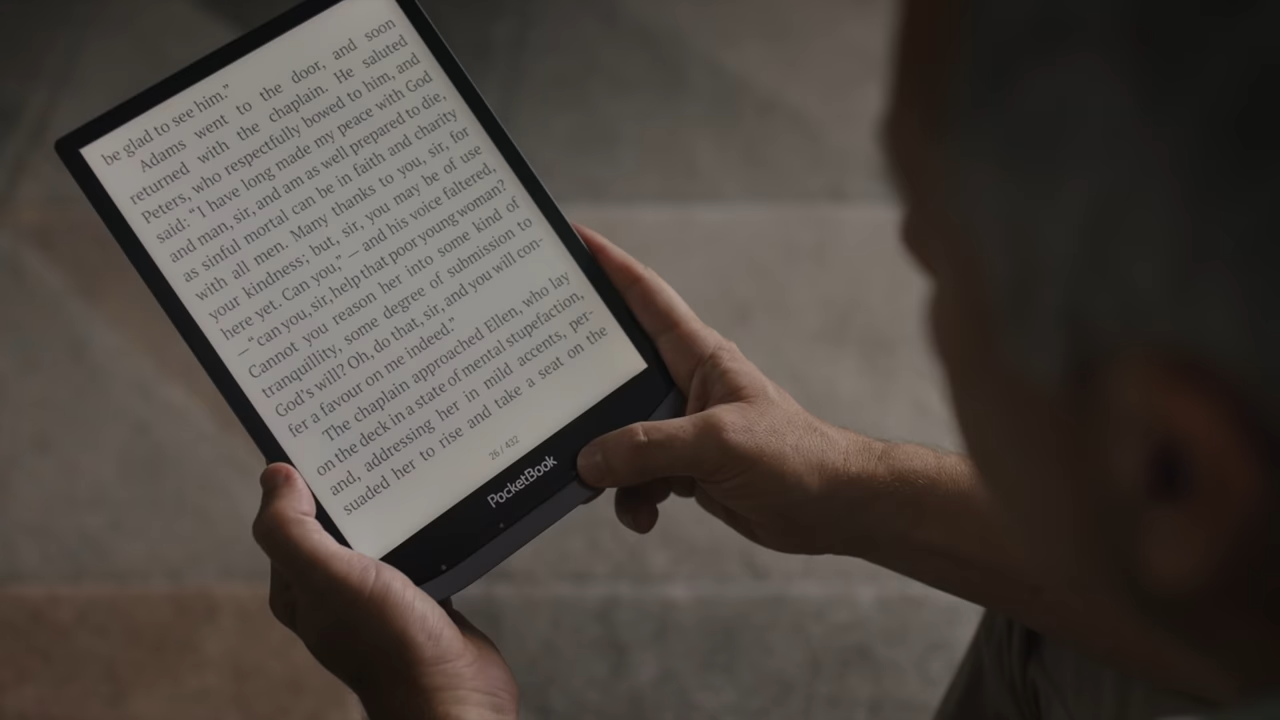 be glad to see him.”
Adams went to the door, and soon
returned with the chaplain. He saluted
Peters, who respectfully bowed to him, and
said: “I have long made my peace with God
and man, sir, and am as well prepared to die,
as sinful mortal can be in faith and charity
with all men. Many thanks to you, sir, for
your kindness; but, sir, you may be of use
here yet. Can you,” — and his voice faltered,
—“can you, sir, help that poor young woman?
Cannot you reason her into some kind of
tranquillity, some degree of submission to
God’s will? Oh, do that, sir, and you will con-
fer a favour on me indeed.”
The chaplain approached Ellen, who lay
on the deck in a state of mental stupefaction,
and, addressing her in mild accents, per-
suaded her to rise and take a seat on the
26 / 432
PocketBook